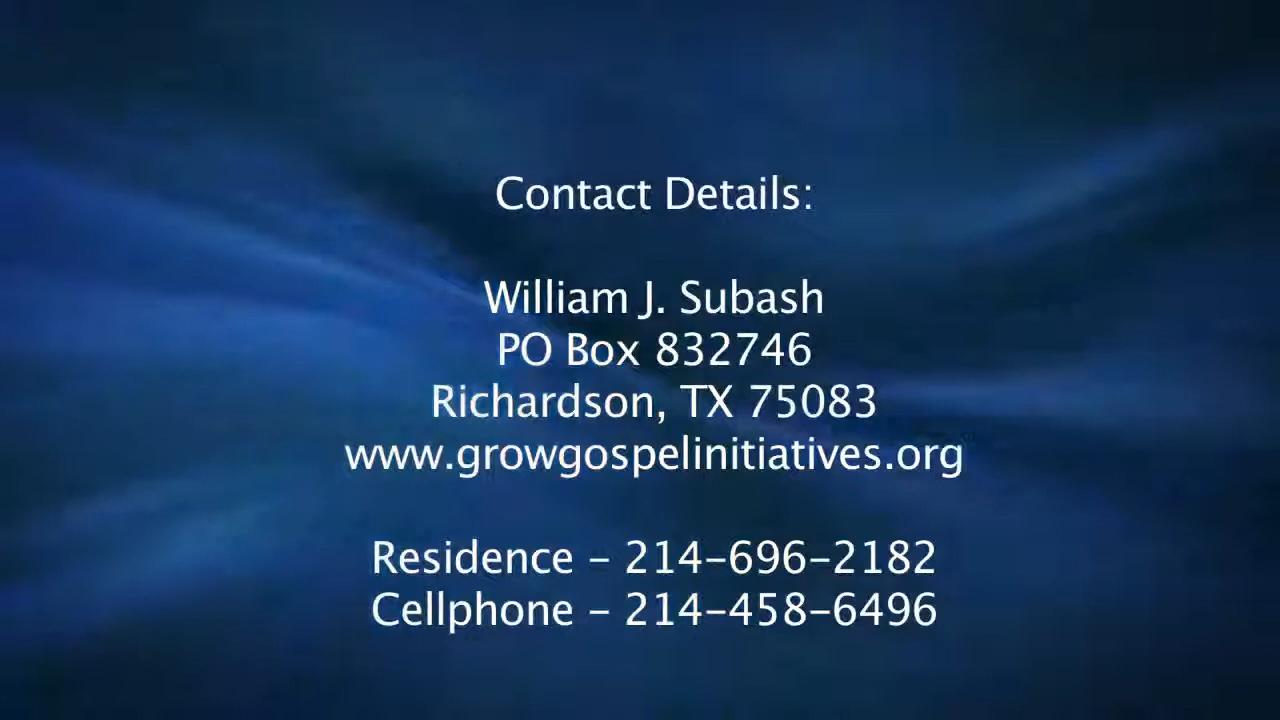 Contact Details:
William J. Subash
PO Box 832746
Richardson, TX 75083
www.growgospelinitiatives.org
Residence - 214-696-2182
Cellphone - 214-458-6496